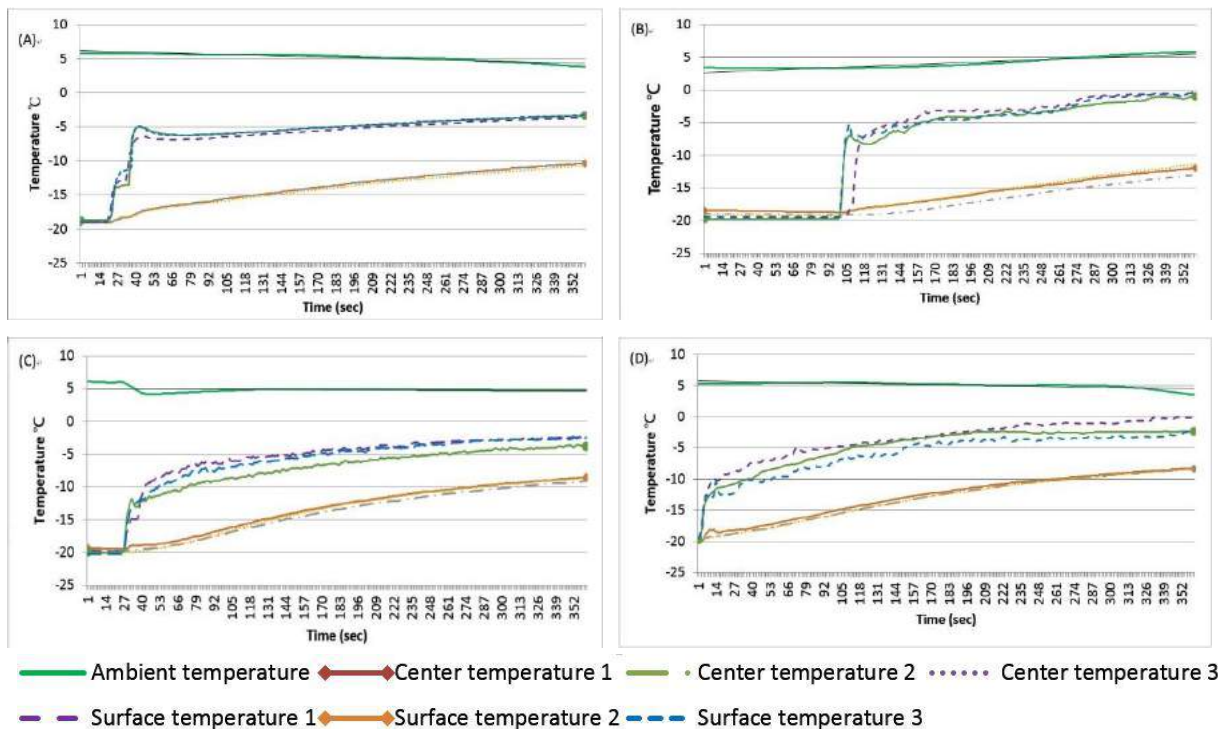 (A)
10
5
0
-5
-10
-15
-20
-25
Temperature ℃
1 14 27 40 53 66 79 92 105 118 131 144 157 170 183 196 209 222 235 248 261 274 287 300 313 326 339 352
Time (sec)
(B)
10
5
0
-5
-10
-15
-20
-25
Temperature ℃
1 14 27 40 53 66 79 92 105 118 131 144 157 170 183 196 209 222 235 248 261 274 287 300 313 326 339 352
Time (sec)
(C)
10
5
0
-5
-10
-15
-20
-25
Temperature ℃
1 14 27 40 53 66 79 92 105 118 131 144 157 170 183 196 209 222 235 248 261 274 287 300 313 326 339 352
Time (sec)
(D)
10
5
0
-5
-10
-15
-20
-25
Temperature ℃
1 14 27 40 53 66 79 92 105 118 131 144 157 170 183 196 209 222 235 248 261 274 287 300 313 326 339 352
Time (sec)
Ambient temperature Center temperature 1 Center temperature 2 Center temperature 3
Surface temperature 1 Surface temperature 2 Surface temperature 3